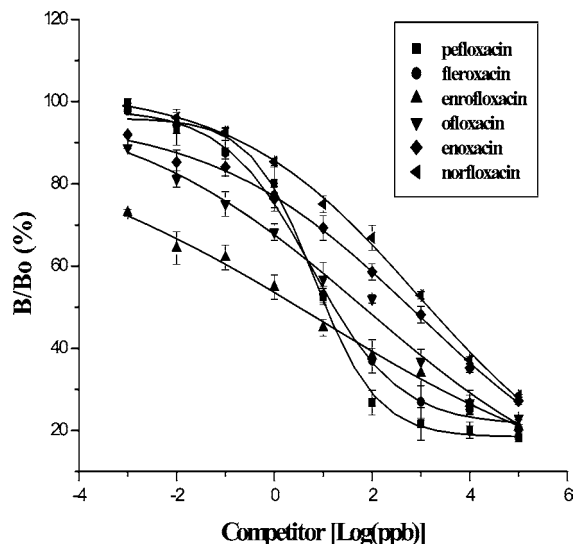 120
100
80
60
40
20
B/Bo (%)
-4
-2
0
2
4
6
Competitor [Log(ppb)]
pefloxacin
fleroxacin
enrofloxacin
ofloxacin
enoxacin
norfloxacin